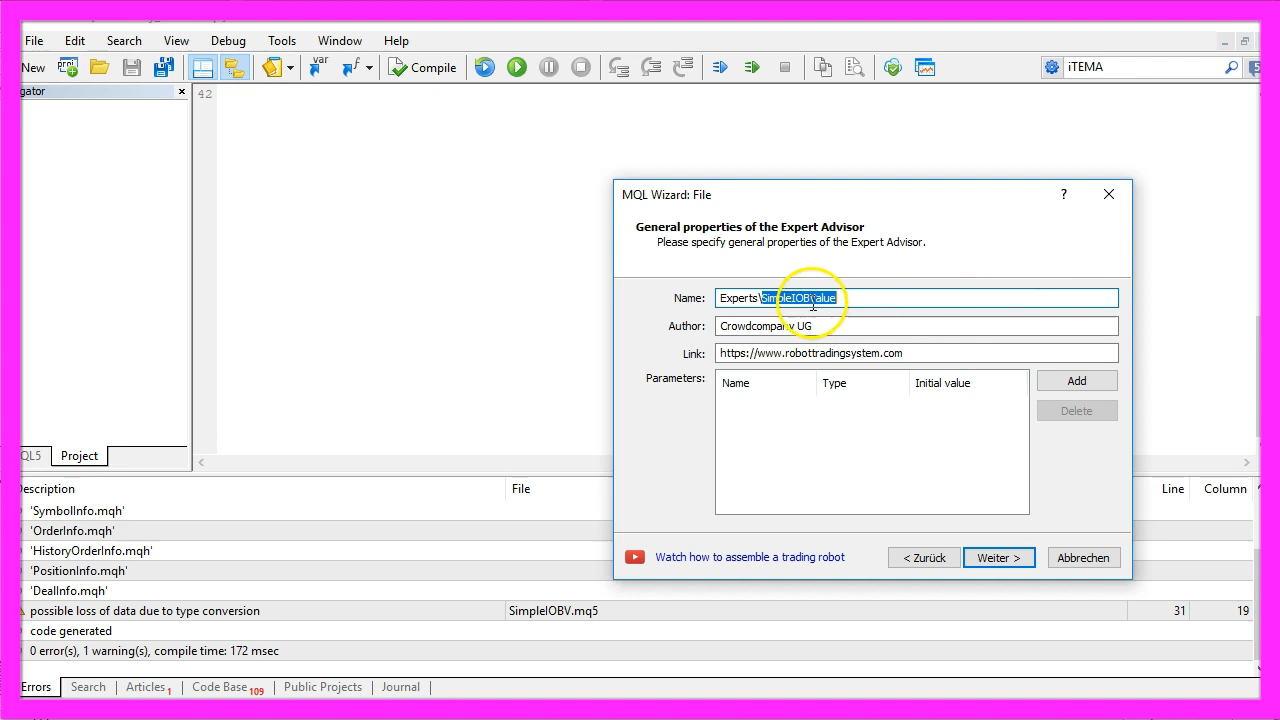 File Edit Search View Debug Tools Window Help
New Compile iTEMA 5
gator
42
MQL Wizard: File ?
General properties of the Expert Advisor
Please specify general properties of the Expert Advisor.
Name: Experts\SimpleIOBValue
Author: Crowdcompany UG
Link: https://www.robottradingsystem.com
Parameters: Name Type Initial value Add
Delete
QL5 Project
Watch how to assemble a trading robot < Zurück Weiter > Abbrechen
Description File Line Column
'SymbolInfo.mqh'
'OrderInfo.mqh'
'HistoryOrderInfo.mqh'
'PositionInfo.mqh'
'DealInfo.mqh'
possible loss of data due to type conversion SimpleIOBV.mq5 31 19
code generated
0 error(s), 1 warning(s), compile time: 172 msec
Errors Search Articles 1 Code Base 109 Public Projects Journal